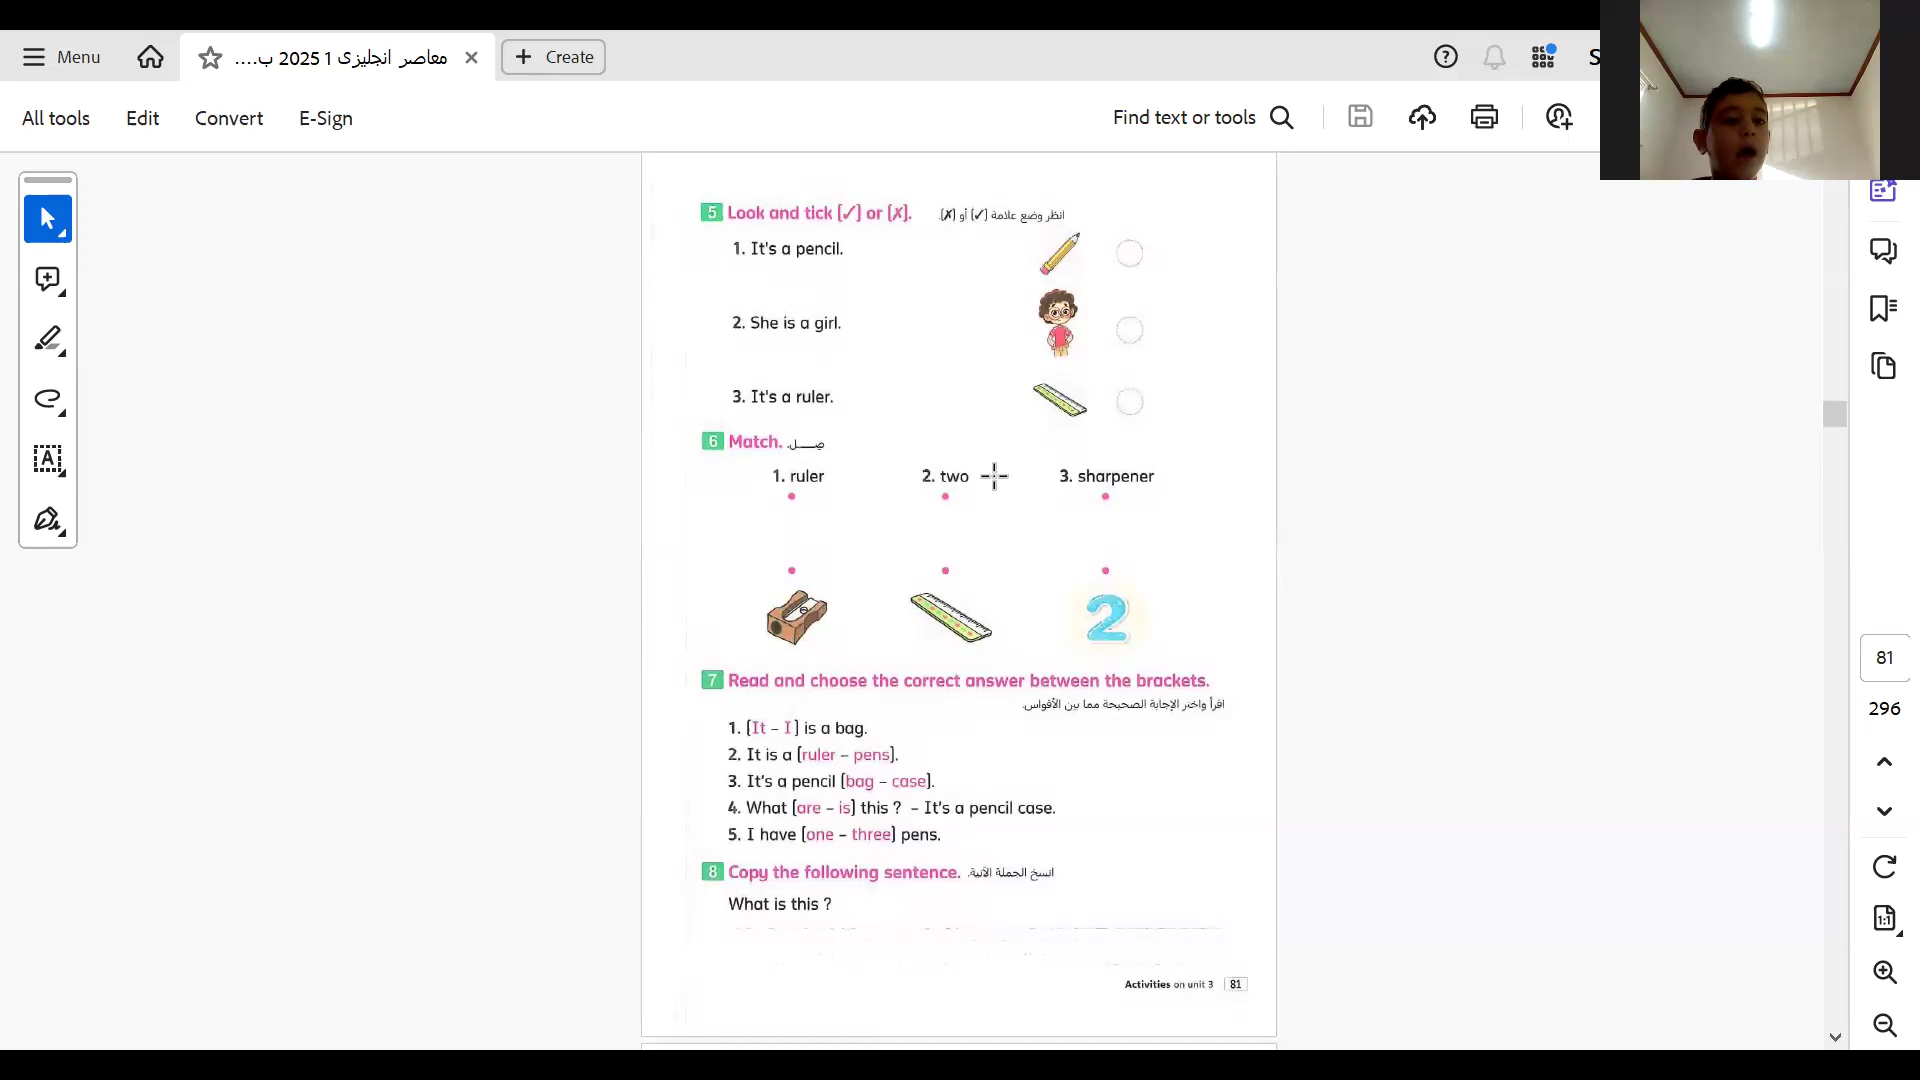 Menu
معاصر انجليزى 1 2025 ب....
Create
All tools
Edit
Convert
E-Sign
Find text or tools
5 Look and tick [✓] or [✗]. انظر وضع علامة [✓] أو [✗].
1. It's a pencil.
2. She is a girl.
3. It's a ruler.
6 Match. صِـــل.
1. ruler 2. two 3. sharpener
2
7 Read and choose the correct answer between the brackets.
اقرأ واختر الإجابة الصحيحة مما بين الأقواس.
1. [It – I] is a bag.
2. It is a [ruler – pens].
3. It's a pencil [bag – case].
4. What [are – is] this ? – It's a pencil case.
5. I have [one – three] pens.
8 Copy the following sentence. انسخ الجملة الآتية.
What is this ?
Activities on unit 3 81
81
296
1:1